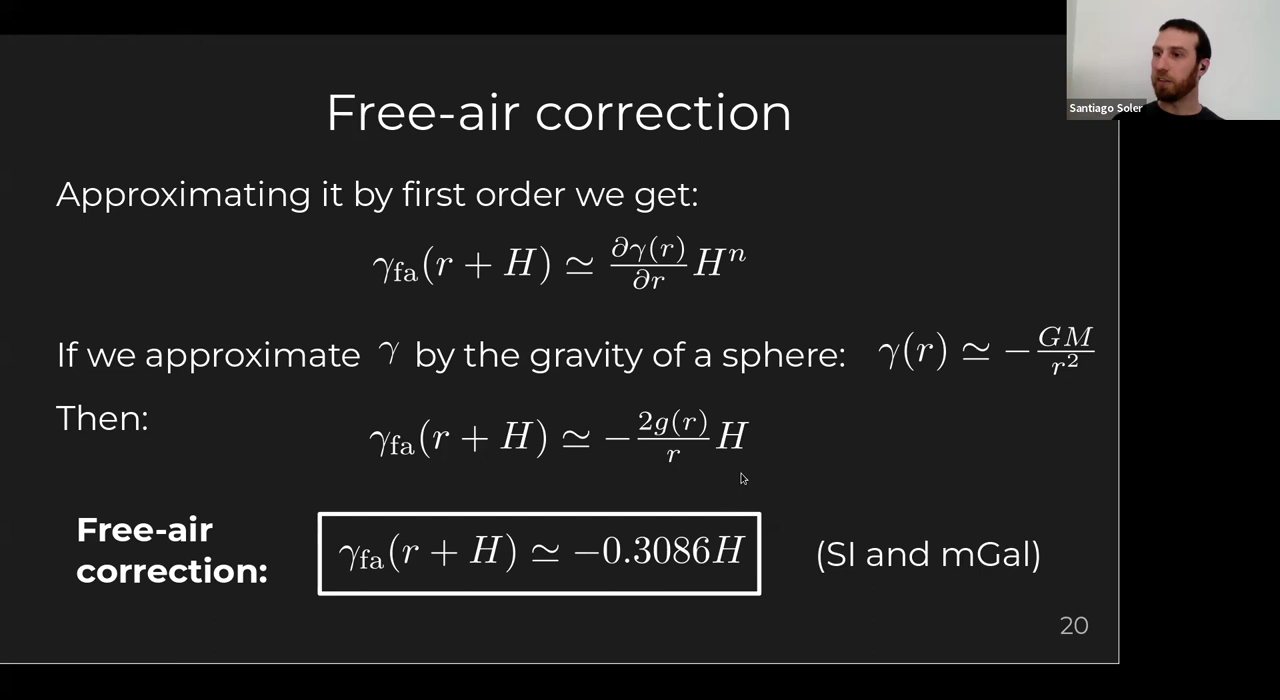 Santiago Soler
Free-air correction
Approximating it by first order we get:
γ_fa(r + H) ≃ ∂γ(r)/∂r H^n
If we approximate γ by the gravity of a sphere: γ(r) ≃ −GM/r²
Then:
γ_fa(r + H) ≃ −2g(r)/r H
Free-air
correction:
γ_fa(r + H) ≃ −0.3086H
(SI and mGal)
20